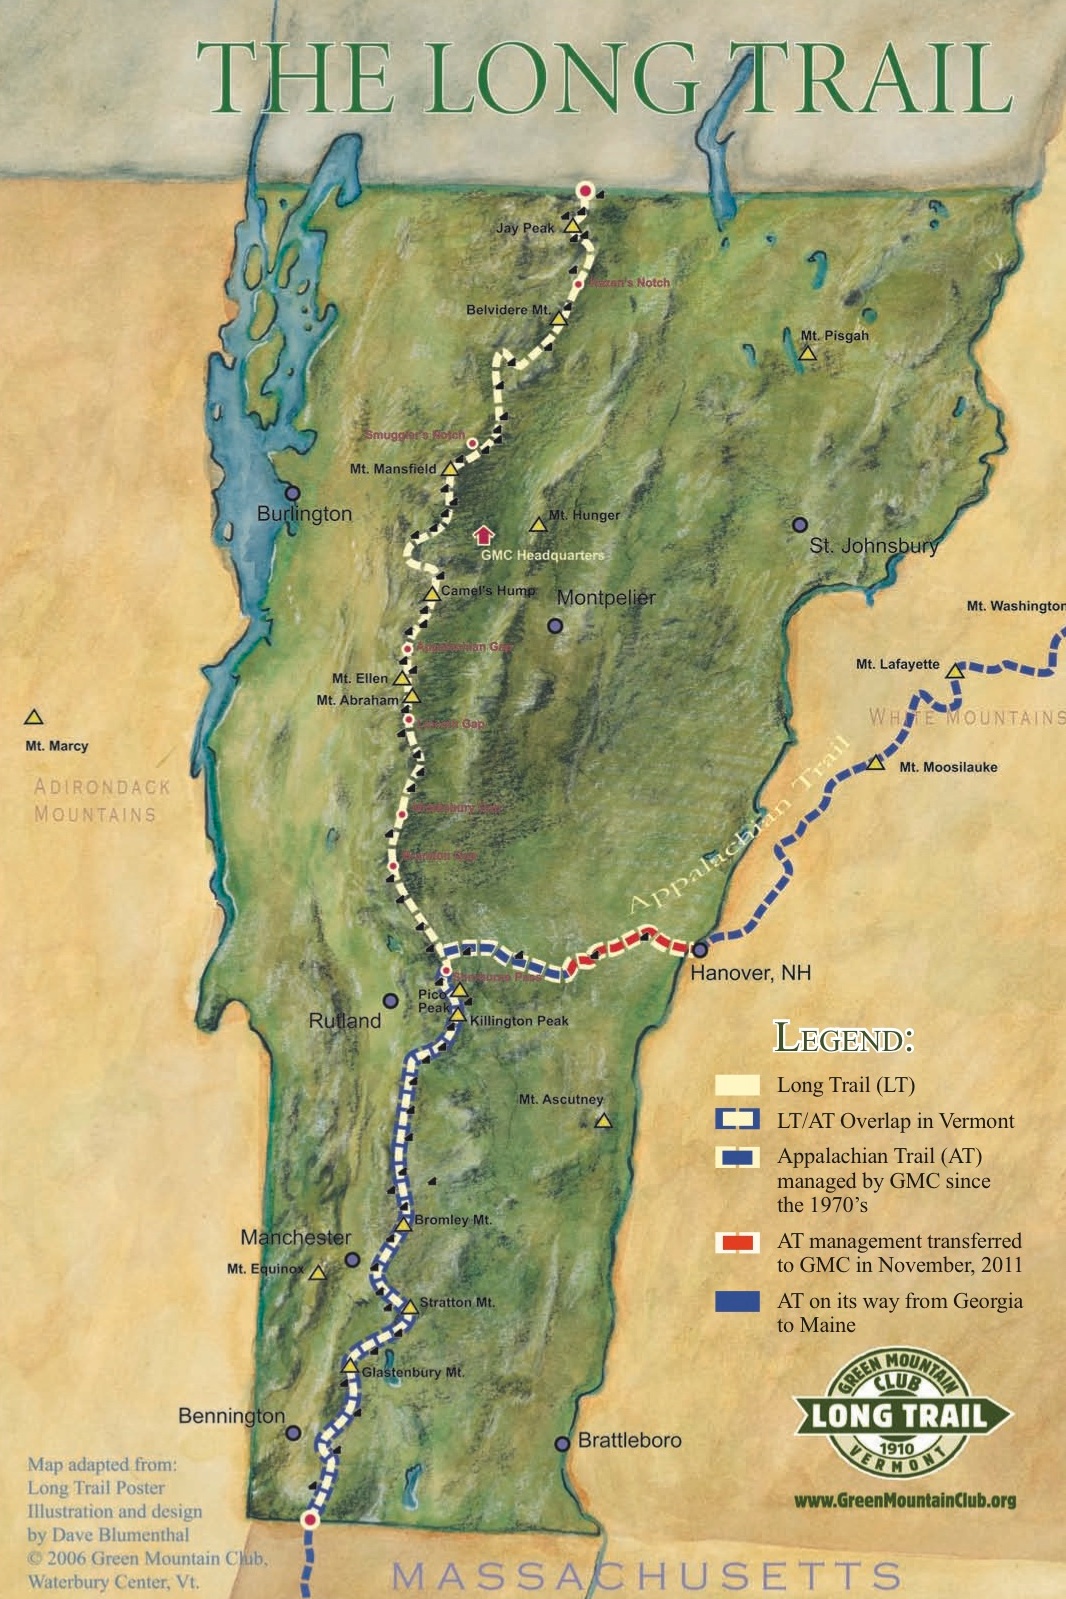 THE LONG TRAIL
Jay Peak
Hazen's Notch
Belvidere Mt.
Mt. Pisgah
Smuggler's Notch
Mt. Mansfield
Burlington
Mt. Hunger
GMC Headquarters
St. Johnsbury
Camel's Hump
Montpelier
Mt. Washington
Appalachian Gap
Mt. Lafayette
Mt. Ellen
Mt. Abraham
WHITE MOUNTAINS
Gap
Mt. Marcy
Mt. Moosilauke
ADIRONDACK
MOUNTAINS
Appalachian Trail
Brandon Gap
Hanover, NH
Sherburne Pass
Pico
Peak
Rutland
Killington Peak
Mt. Ascutney
LEGEND:
Long Trail (LT)
LT/AT Overlap in Vermont
Appalachian Trail (AT)
managed by GMC since
the 1970's
AT management transferred
to GMC in November, 2011
AT on its way from Georgia
to Maine
Bromley Mt.
Manchester
Mt. Equinox
Stratton Mt.
Glastenbury Mt.
Bennington
Brattleboro
GREEN MOUNTAIN
CLUB
LONG TRAIL
1910
VERMONT
www.GreenMountainClub.org
Map adapted from:
Long Trail Poster
Illustration and design
by Dave Blumenthal
© 2006 Green Mountain Club,
Waterbury Center, Vt.
MASSACHUSETTS